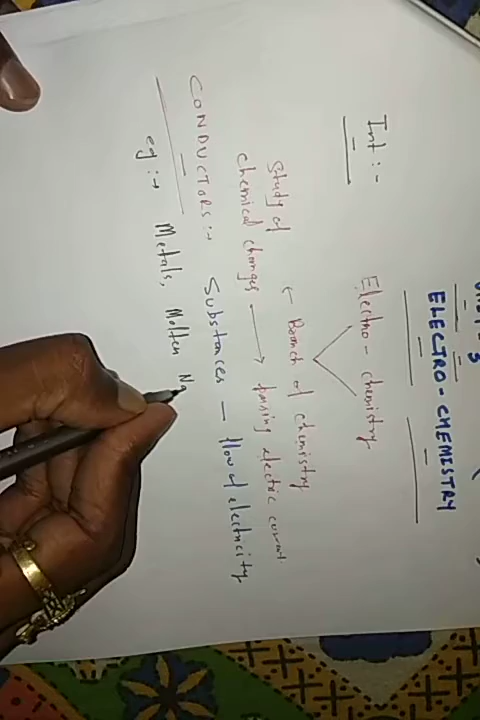 ELECTRO - CHEMISTRY
Int :-
Electro - chemistry
← Branch of chemistry
Study of
chemical changes → passing electric current
CONDUCTORS :→ Substances — flow of electricity
eg :→ Metals, Molten Na